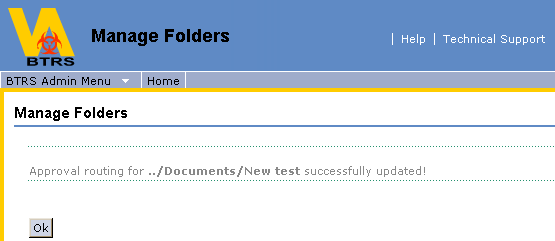 VA
BTRS
Manage Folders
| Help | Technical Support
BTRS Admin Menu
Home
Manage Folders
Approval routing for ../Documents/New test successfully updated!
Ok